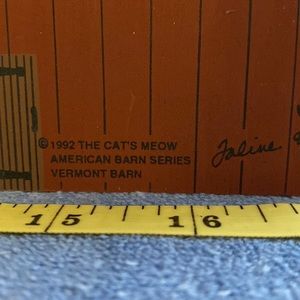 © 1992 THE CAT'S MEOW
AMERICAN BARN SERIES
VERMONT BARN
Faline
15 16